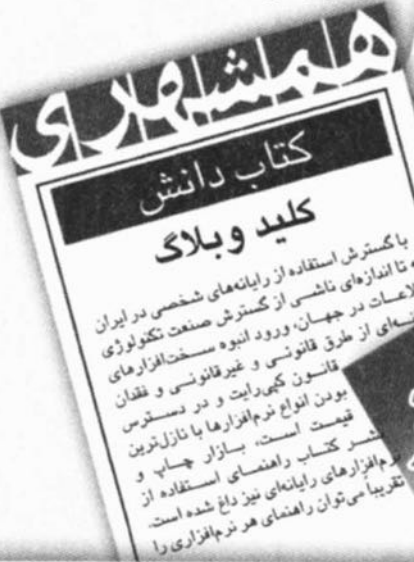 همشهری
کتاب دانش
کلید وبلاگ
با گسترش استفاده از رایانه‌های شخصی در ایران
تا اندازه‌ای ناشی از گسترش صنعت تکنولوژی
در جهان، ورود انبوه سخت‌افزارهای
از طرق قانونی و غیرقانونی و فقدان
قانون کپی‌رایت و در دسترس
بودن انواع نرم‌افزارها با نازل‌ترین
قیمت است، بازار چاپ و
نشر کتاب راهنمای استفاده از
نرم‌افزارهای رایانه‌ای نیز داغ شده است.
تقریباً می‌توان راهنمای هر نرم‌افزاری را